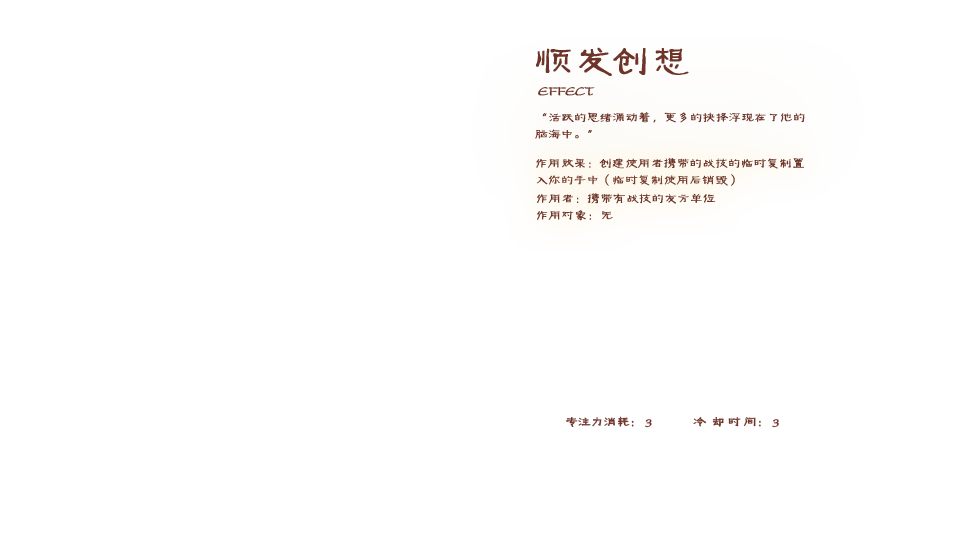 顺发创想
EFFECT
“活跃的思绪涌动着，更多的抉择浮现在了他的
脑海中。”
作用效果：创建使用者携带的战技的临时复制置
入你的手中（临时复制使用后销毁）
作用者：携带有战技的友方单位
作用对象：无
专注力消耗：3 冷却时间：3